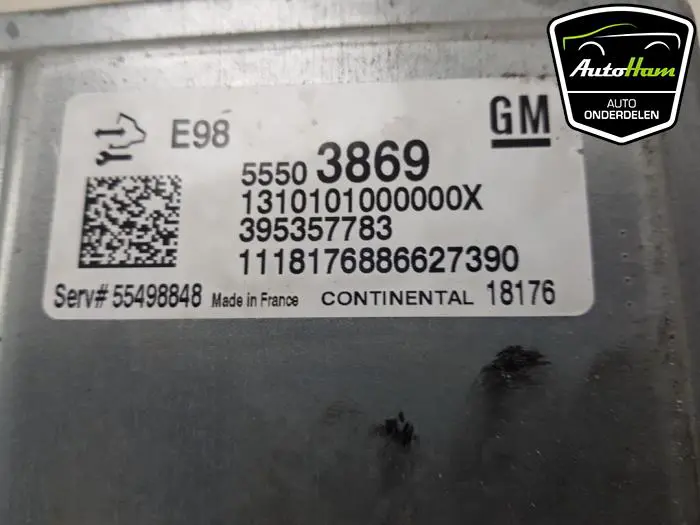 E98
GM
5550 3869
1310101000000X
395357783
1118176886627390
Serv# 55498848 Made in France CONTINENTAL 18176
AutoHam
AUTO
ONDERDELEN